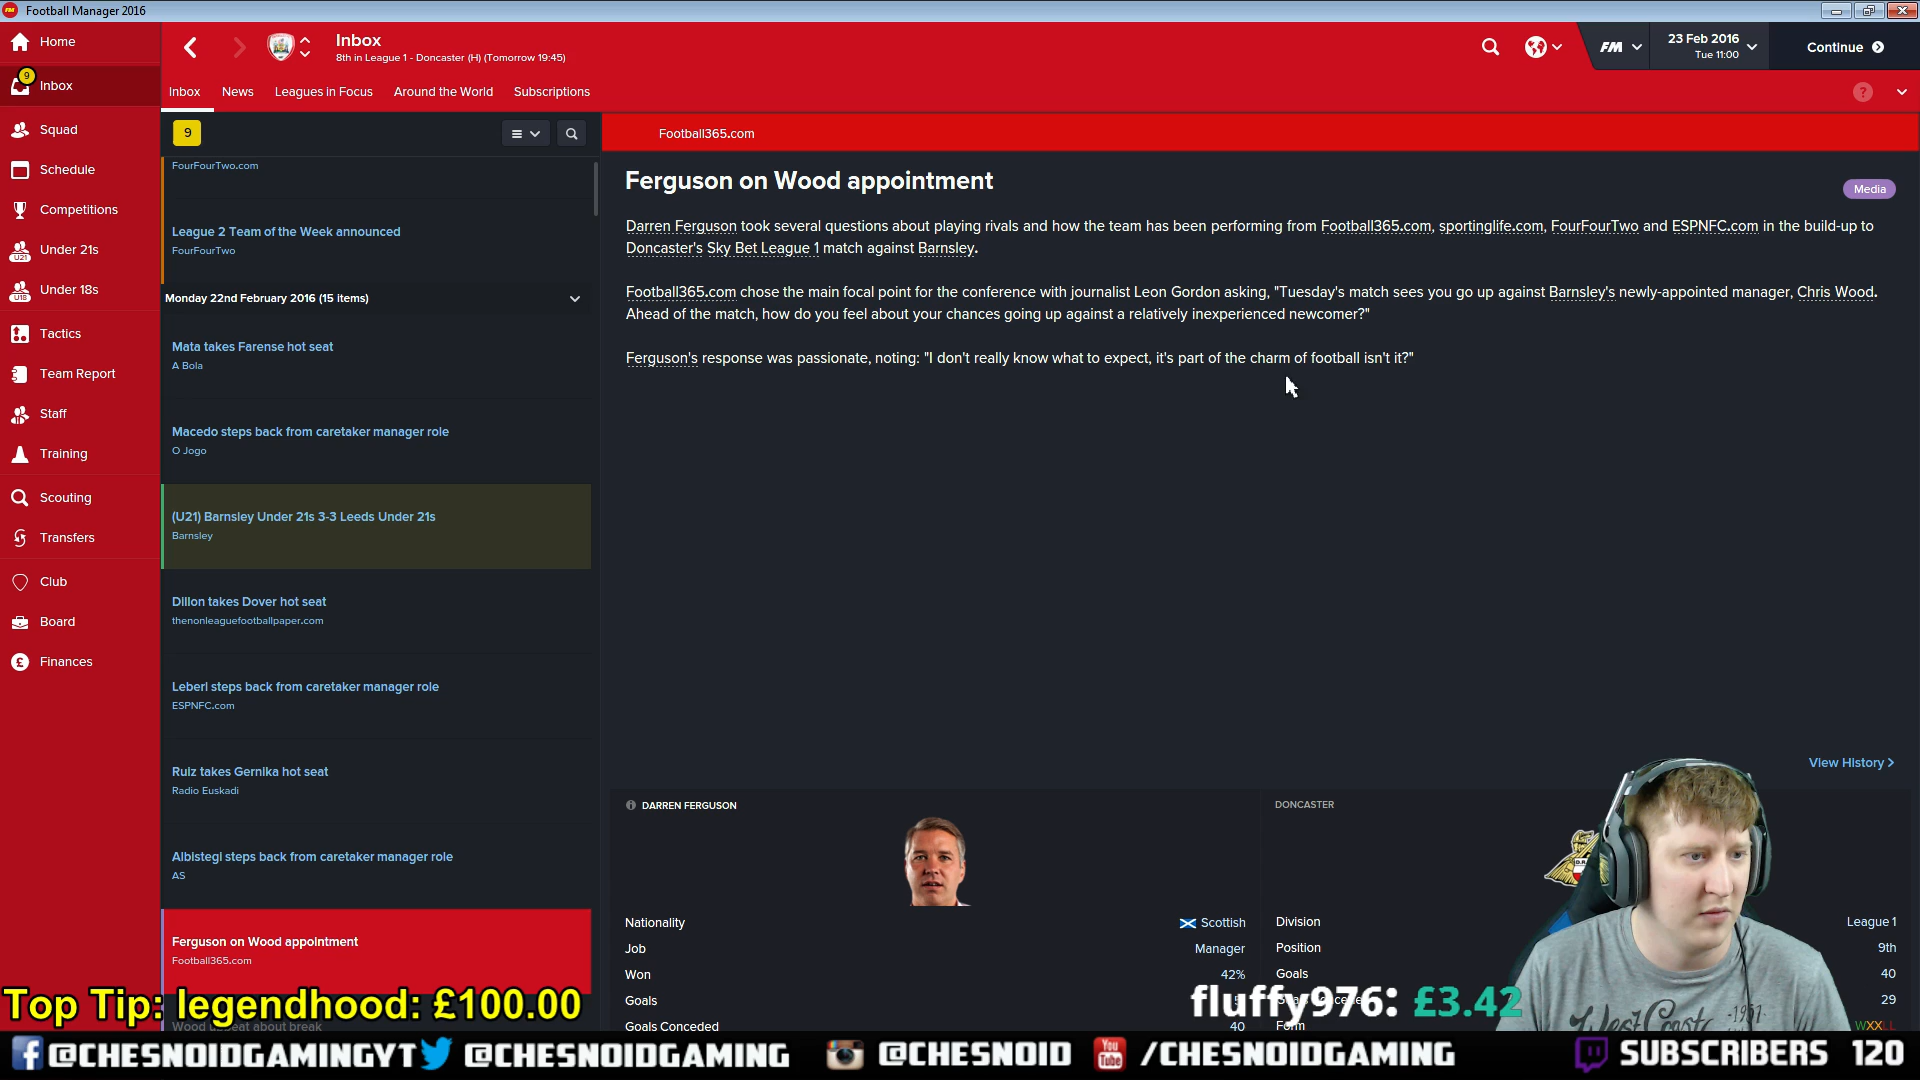 Football Manager 2016
Home
Inbox
8th in League 1 - Doncaster (H) (Tomorrow 19:45)
FM
23 Feb 2016
Tue 11:00
Continue
9
Inbox
Inbox
News
Leagues in Focus
Around the World
Subscriptions
?
Squad
Schedule
Competitions
Under 21s
U21
Under 18s
U18
Tactics
Team Report
Staff
Training
Scouting
Transfers
Club
Board
Finances
9
FourFourTwo.com
League 2 Team of the Week announced
FourFourTwo
Monday 22nd February 2016 (15 items)
Mata takes Farense hot seat
A Bola
Macedo steps back from caretaker manager role
O Jogo
(U21) Barnsley Under 21s 3-3 Leeds Under 21s
Barnsley
Dillon takes Dover hot seat
thenonleaguefootballpaper.com
Leberl steps back from caretaker manager role
ESPNFC.com
Ruiz takes Gernika hot seat
Radio Euskadi
Albistegi steps back from caretaker manager role
AS
Ferguson on Wood appointment
Football365.com
Football365.com
Ferguson on Wood appointment
Media
Darren Ferguson took several questions about playing rivals and how the team has been performing from Football365.com, sportinglife.com, FourFourTwo and ESPNFC.com in the build-up to
Doncaster's Sky Bet League 1 match against Barnsley.
Football365.com chose the main focal point for the conference with journalist Leon Gordon asking, "Tuesday's match sees you go up against Barnsley's newly-appointed manager, Chris Wood.
Ahead of the match, how do you feel about your chances going up against a relatively inexperienced newcomer?"
Ferguson's response was passionate, noting: "I don't really know what to expect, it's part of the charm of football isn't it?"
View History >
DARREN FERGUSON
Nationality Scottish
Job Manager
Won 42%
Goals
Goals Conceded 40
DONCASTER
Division League 1
Position 9th
Goals 40
29
Form WXXLL
Top Tip: legendhood: £100.00
fluffy976: £3.42
@CHESNOIDGAMINGYT
@CHESNOIDGAMING
@CHESNOID
You Tube
/CHESNOIDGAMING
SUBSCRIBERS 120